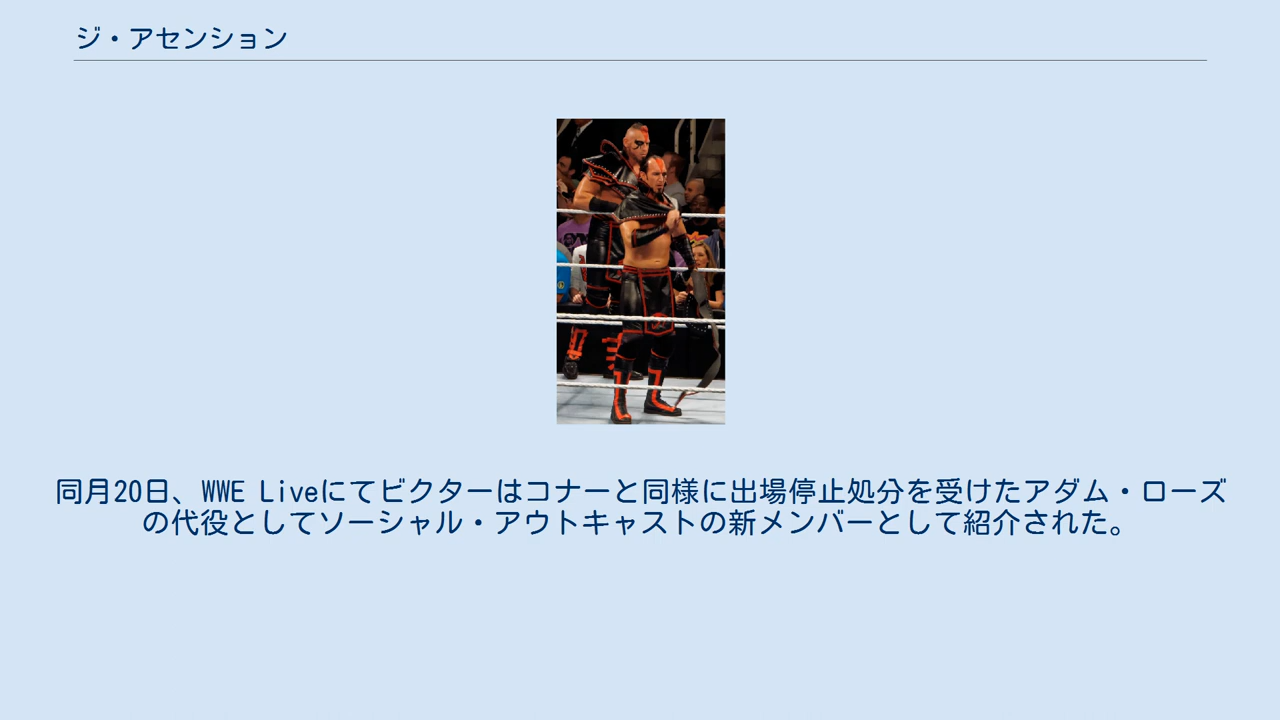 ジ・アセンション
同月20日、WWE Liveにてビクターはコナーと同様に出場停止処分を受けたアダム・ローズ
の代役としてソーシャル・アウトキャストの新メンバーとして紹介された。